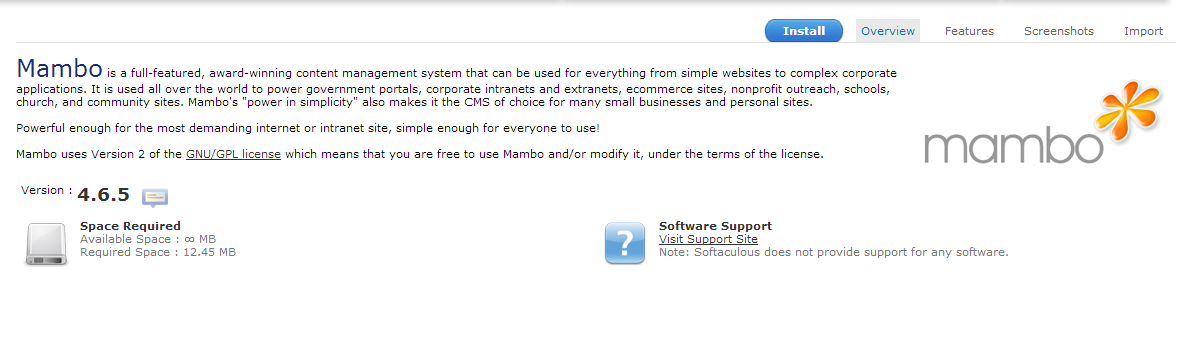 Install Overview Features Screenshots Import
Mambo is a full-featured, award-winning content management system that can be used for everything from simple websites to complex corporate
applications. It is used all over the world to power government portals, corporate intranets and extranets, ecommerce sites, nonprofit outreach, schools,
church, and community sites. Mambo's "power in simplicity" also makes it the CMS of choice for many small businesses and personal sites.
mambo
Powerful enough for the most demanding internet or intranet site, simple enough for everyone to use!
Mambo uses Version 2 of the GNU/GPL license which means that you are free to use Mambo and/or modify it, under the terms of the license.
Version : 4.6.5
Space Required
Available Space : ∞ MB
Required Space : 12.45 MB
?
Software Support
Visit Support Site
Note: Softaculous does not provide support for any software.